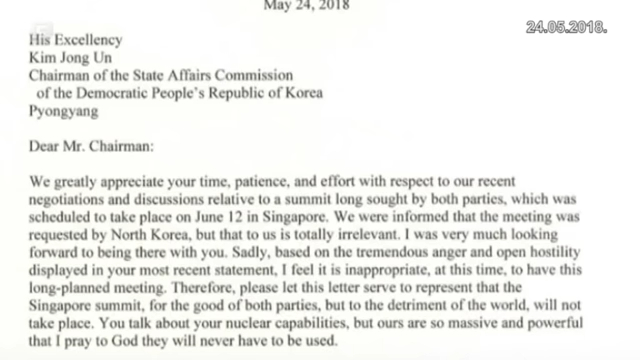 May 24, 2018
24.05.2018.
His Excellency
Kim Jong Un
Chairman of the State Affairs Commission
of the Democratic People's Republic of Korea
Pyongyang
Dear Mr. Chairman:
We greatly appreciate your time, patience, and effort with respect to our recent
negotiations and discussions relative to a summit long sought by both parties, which was
scheduled to take place on June 12 in Singapore. We were informed that the meeting was
requested by North Korea, but that to us is totally irrelevant. I was very much looking
forward to being there with you. Sadly, based on the tremendous anger and open hostility
displayed in your most recent statement, I feel it is inappropriate, at this time, to have this
long-planned meeting. Therefore, please let this letter serve to represent that the
Singapore summit, for the good of both parties, but to the detriment of the world, will not
take place. You talk about your nuclear capabilities, but ours are so massive and powerful
that I pray to God they will never have to be used.